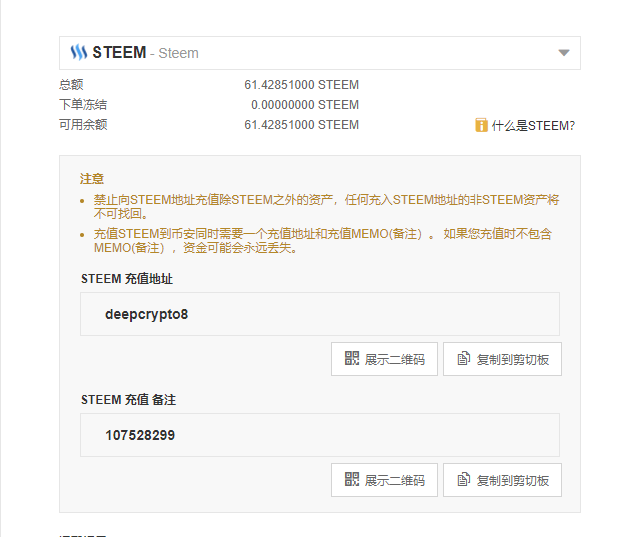 STEEM - Steem
总额 61.42851000 STEEM
下单冻结 0.00000000 STEEM
可用余额 61.42851000 STEEM 什么是STEEM?
注意
禁止向STEEM地址充值除STEEM之外的资产，任何充入STEEM地址的非STEEM资产将
不可找回。
充值STEEM到币安同时需要一个充值地址和充值MEMO(备注）。 如果您充值时不包含
MEMO(备注），资金可能会永远丢失。
STEEM 充值地址
deepcrypto8
展示二维码 复制到剪切板
STEEM 充值 备注
107528299
展示二维码 复制到剪切板